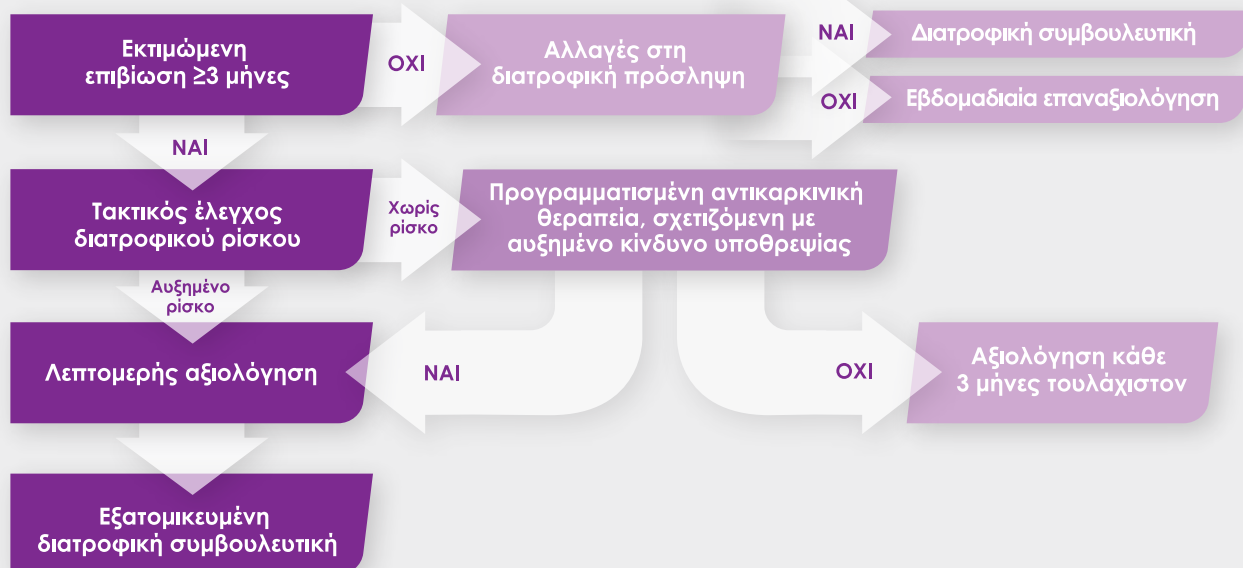 Εκτιμώμενη
επιβίωση ≥3 μήνες
ΟΧΙ
Αλλαγές στη
διατροφική πρόσληψη
ΝΑΙ
Διατροφική συμβουλευτική
ΟΧΙ
Εβδομαδιαία επαναξιολόγηση
ΝΑΙ
Τακτικός έλεγχος
διατροφικού ρίσκου
Χωρίς
ρίσκο
Προγραμματισμένη αντικαρκινική
θεραπεία, σχετιζόμενη με
αυξημένο κίνδυνο υποθρεψίας
Αυξημένο
ρίσκο
Λεπτομερής αξιολόγηση
ΝΑΙ
ΟΧΙ
Αξιολόγηση κάθε
3 μήνες τουλάχιστον
Εξατομικευμένη
διατροφική συμβουλευτική